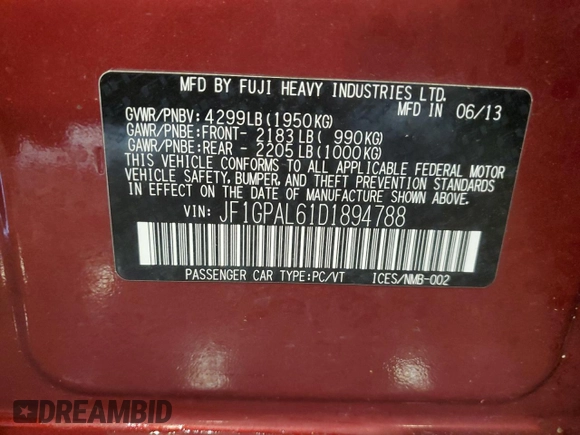 MFD BY FUJI HEAVY INDUSTRIES LTD.
MFD IN 06/13
GVWR/PNBV: 4299LB(1950KG)
GAWR/PNBE:FRONT- 2183LB( 990KG)
GAWR/PNBE:REAR - 2205LB(1000KG)
THIS VEHICLE CONFORMS TO ALL APPLICABLE FEDERAL MOTOR
VEHICLE SAFETY, BUMPER, AND THEFT PREVENTION STANDARDS
IN EFFECT ON THE DATE OF MANUFACTURE SHOWN ABOVE.
VIN: JF1GPAL61D1894788
PASSENGER CAR TYPE:PC/VT ICES/NMB-002
DREAMBID